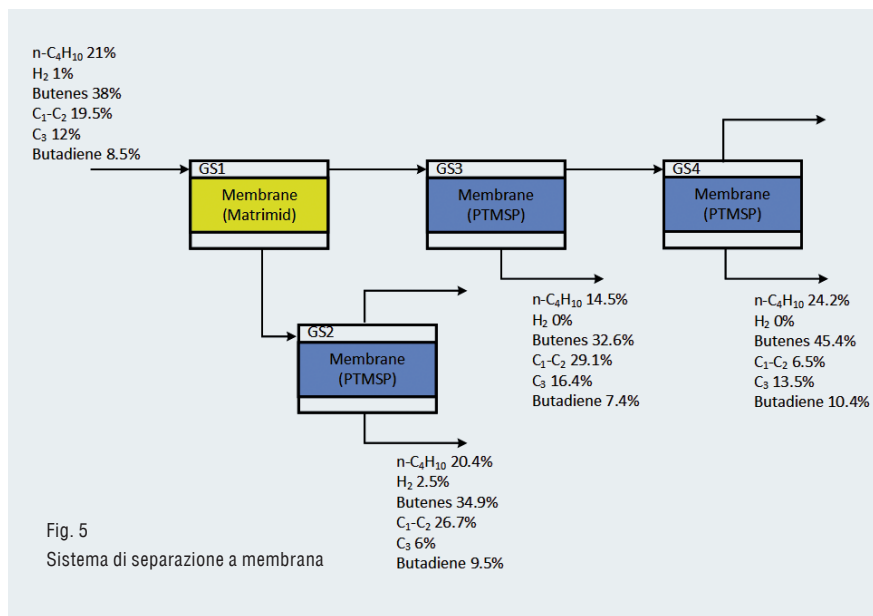 n-C₄H₁₀ 21%
H₂ 1%
Butenes 38%
C₁-C₂ 19.5%
C₃ 12%
Butadiene 8.5%
GS1
Membrane
(Matrimid)
GS3
Membrane
(PTMSP)
GS4
Membrane
(PTMSP)
GS2
Membrane
(PTMSP)
n-C₄H₁₀ 14.5%
H₂ 0%
Butenes 32.6%
C₁-C₂ 29.1%
C₃ 16.4%
Butadiene 7.4%
n-C₄H₁₀ 24.2%
H₂ 0%
Butenes 45.4%
C₁-C₂ 6.5%
C₃ 13.5%
Butadiene 10.4%
n-C₄H₁₀ 20.4%
H₂ 2.5%
Butenes 34.9%
C₁-C₂ 26.7%
C₃ 6%
Butadiene 9.5%
Fig. 5
Sistema di separazione a membrana